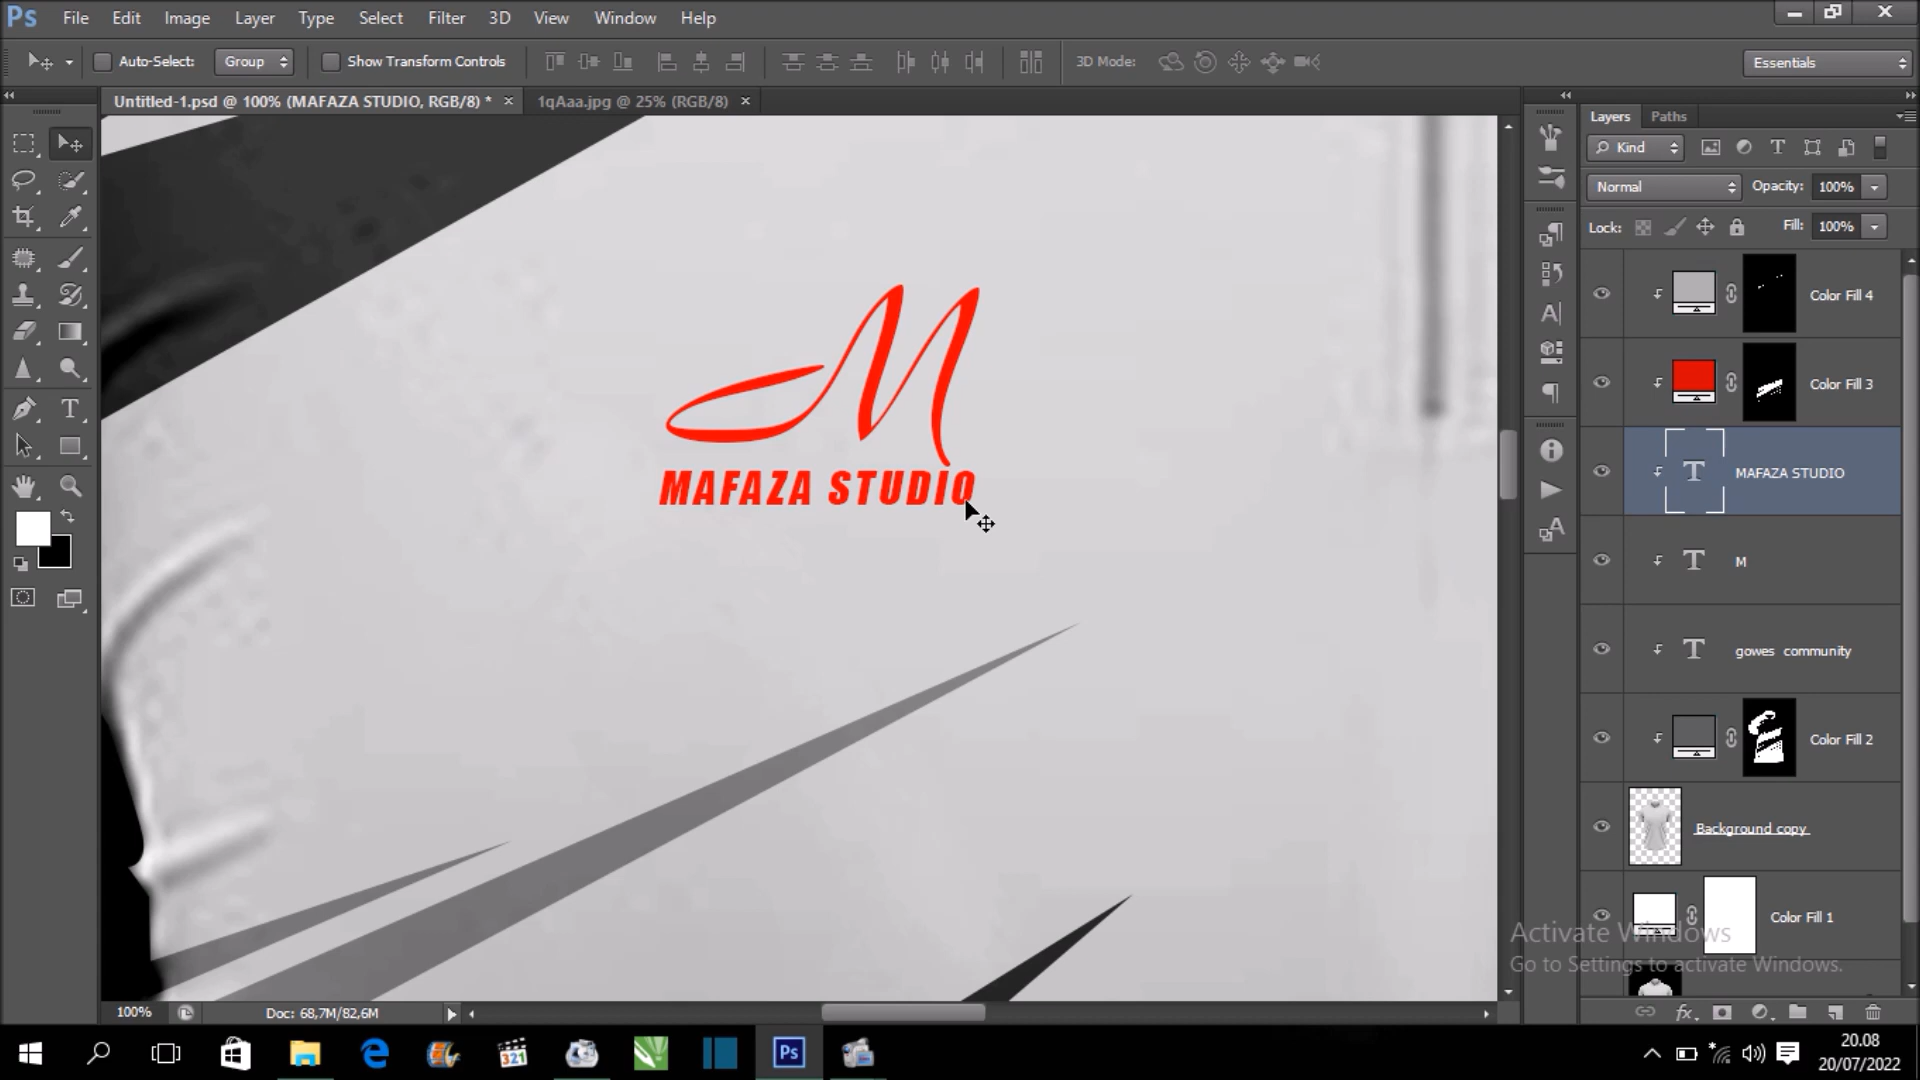 Ps File Edit Image Layer Type Select Filter 3D View Window Help
Auto-Select: Group Show Transform Controls 3D Mode: Essentials
Untitled-1.psd @ 100% (MAFAZA STUDIO, RGB/8) * 1qAaa.jpg @ 25% (RGB/8)
Layers Paths
Kind
Normal Opacity: 100%
Lock: Fill: 100%
Color Fill 4
Color Fill 3
M
MAFAZA STUDIO
MAFAZA STUDIO
M
gowes community
Color Fill 2
Background copy
Color Fill 1
Activate Windows
Go to Settings to activate Windows.
100% Doc: 68,7M/82,6M
fx
321
Ps
20.08
20/07/2022